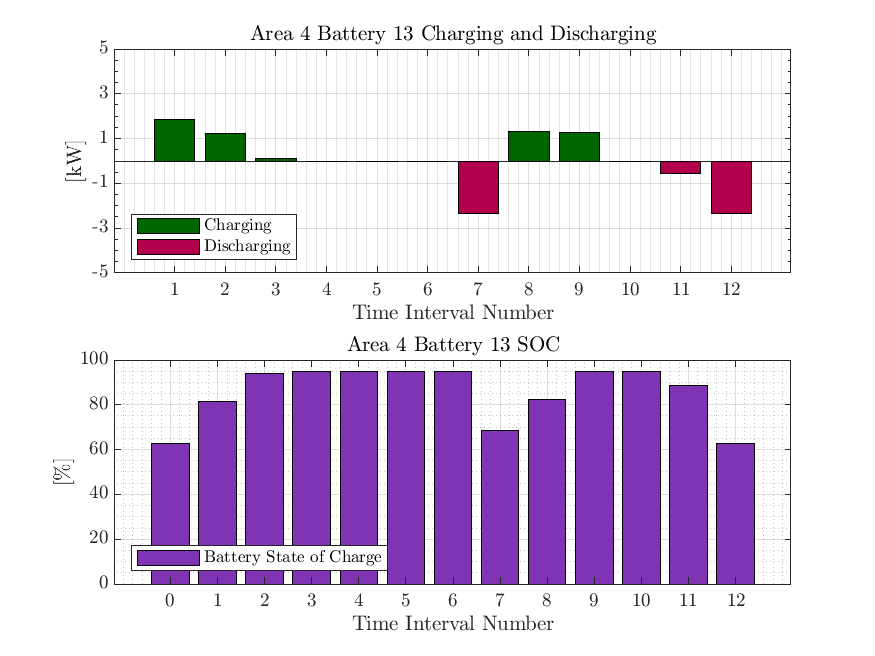 Area 4 Battery 13 Charging and Discharging
5
3
1
-1
-3
-5
[kW]
Charging
Discharging
1 2 3 4 5 6 7 8 9 10 11 12
Time Interval Number
Area 4 Battery 13 SOC
100
80
60
40
20
0
[%]
Battery State of Charge
0 1 2 3 4 5 6 7 8 9 10 11 12
Time Interval Number